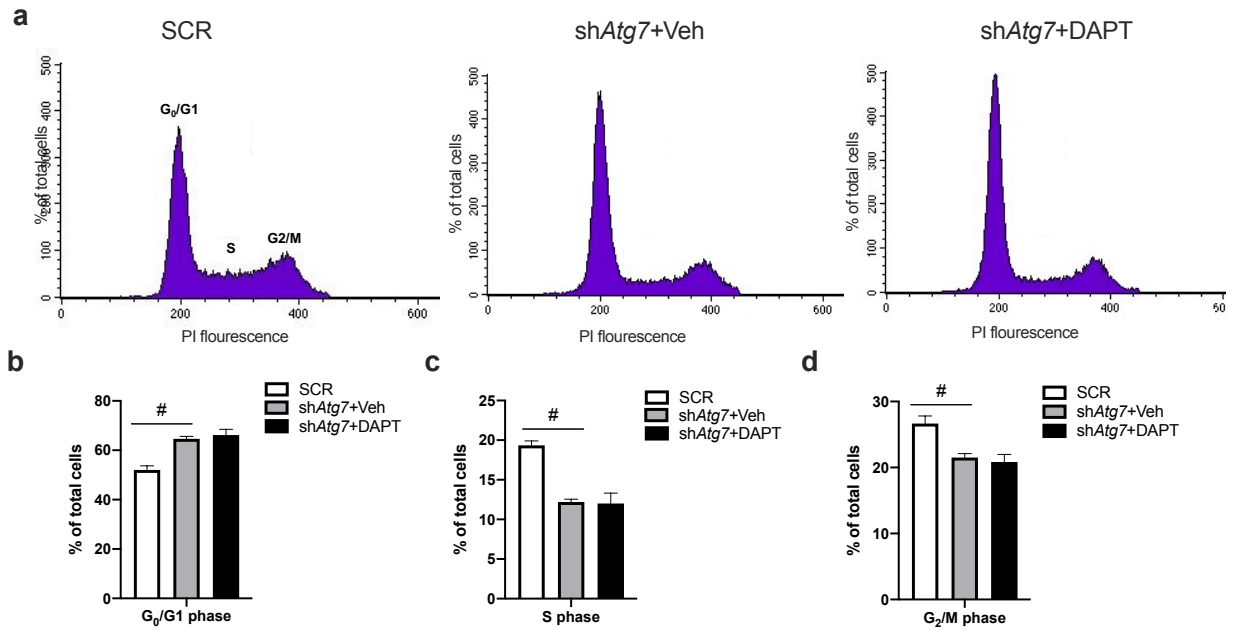 a
SCR
shAtg7+Veh
shAtg7+DAPT
% of total cells
500
400
300
200
100
0
G₀/G1
S
G2/M
0
200
400
600
PI flourescence
% of total cells
500
400
300
200
100
0
0
200
400
600
PI flourescence
% of total cells
500
400
300
200
100
0
0
200
400
60
PI flourescence
b
% of total cells
80
60
40
20
0
#
G₀/G1 phase
SCR
shAtg7+Veh
shAtg7+DAPT
c
% of total cells
25
20
15
10
5
0
#
S phase
SCR
shAtg7+Veh
shAtg7+DAPT
d
% of total cells
30
20
10
0
#
G₂/M phase
SCR
shAtg7+Veh
shAtg7+DAPT